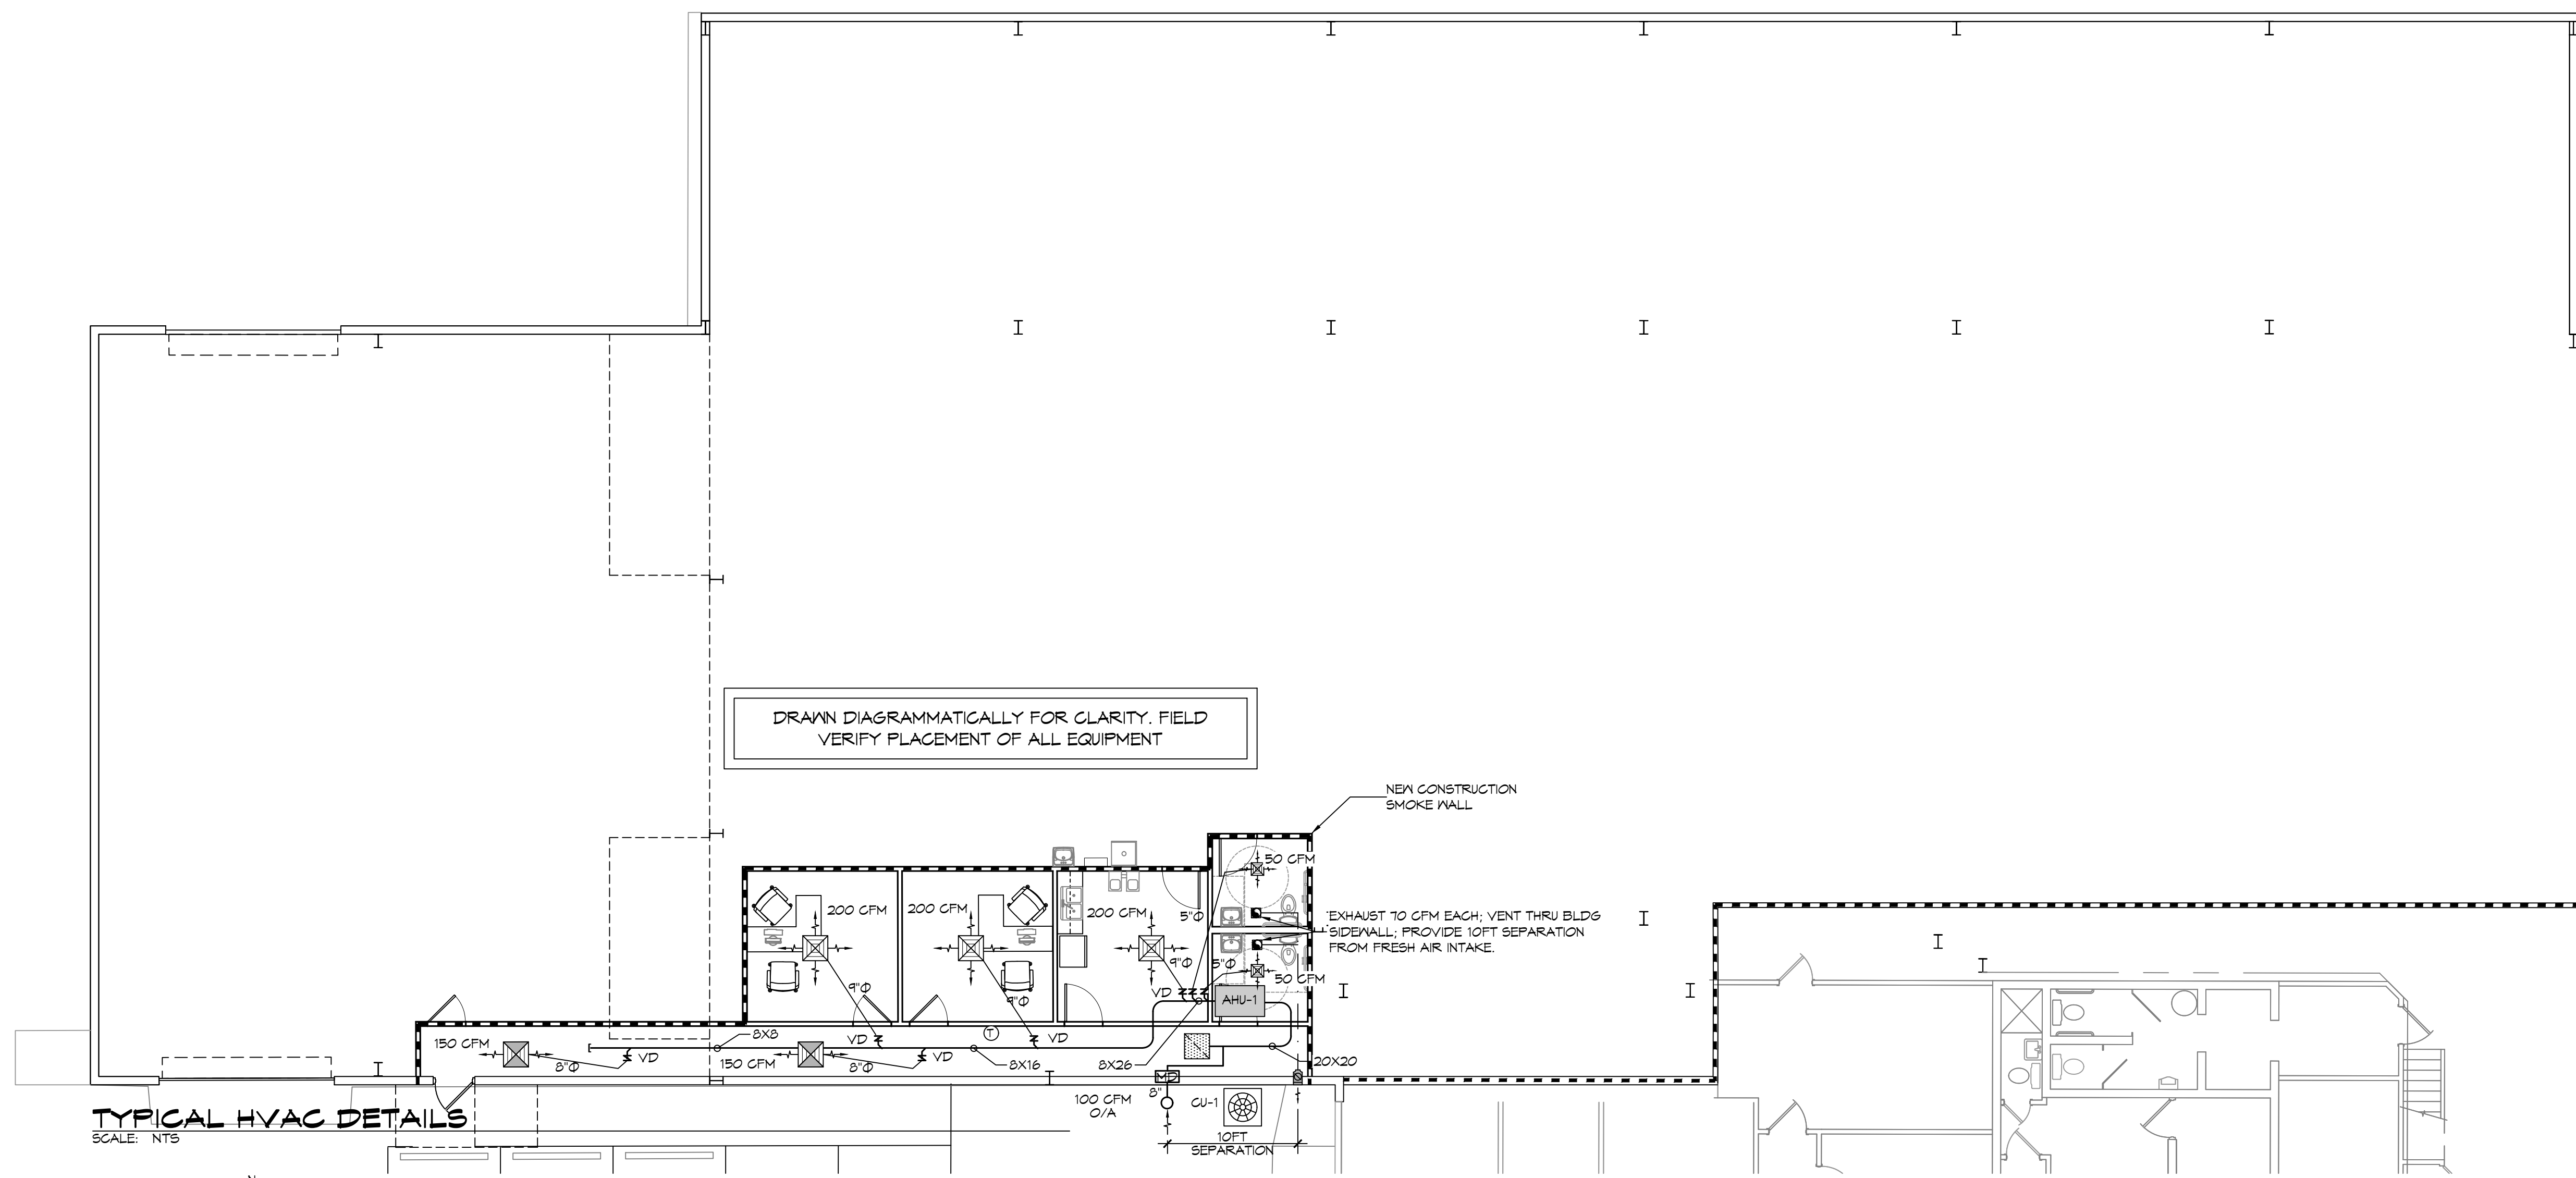 DRAWN DIAGRAMMATICALLY FOR CLARITY. FIELD
VERIFY PLACEMENT OF ALL EQUIPMENT
NEW CONSTRUCTION
SMOKE WALL
50 CFM
200 CFM
200 CFM
200 CFM
5"Φ
EXHAUST 70 CFM EACH; VENT THRU BLDG
SIDEWALL; PROVIDE 10FT SEPARATION
FROM FRESH AIR INTAKE.
9"Φ
5"Φ
50 CFM
9"Φ
9"Φ
VD
AHU-1
150 CFM
8"Φ
VD
8X8
150 CFM
VD
8"Φ
VD
T
VD
8X16
8X26
20X20
MD
8"
100 CFM
O/A
CU-1
10FT
SEPARATION
TYPICAL HVAC DETAILS
SCALE: NTS
N